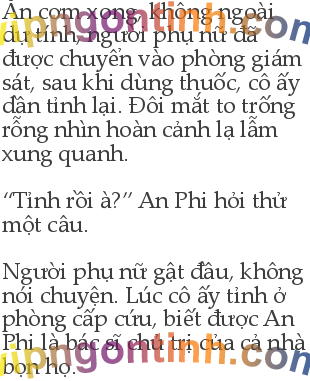 Ăn cơm xong, không ngoài
dự tính, người phụ nữ đã
được chuyển vào phòng giám
sát, sau khi dùng thuốc, cô ấy
dần tỉnh lại. Đôi mắt to trống
rỗng nhìn hoàn cảnh lạ lẫm
xung quanh.
“Tỉnh rồi à?” An Phi hỏi thử
một câu.
Người phụ nữ gật đầu, không
nói chuyện. Lúc cô ấy tỉnh ở
phòng cấp cứu, biết được An
Phi là bác sĩ chủ trị của cả nhà
bọn họ.
vupngontinh.com
vupngontinh.com